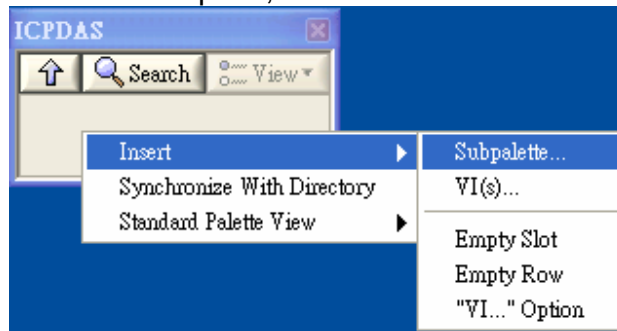 ICPDAS
Search View
Insert
Synchronize With Directory
Standard Palette View
Subpalette...
VI(s)...
Empty Slot
Empty Row
"VI..." Option